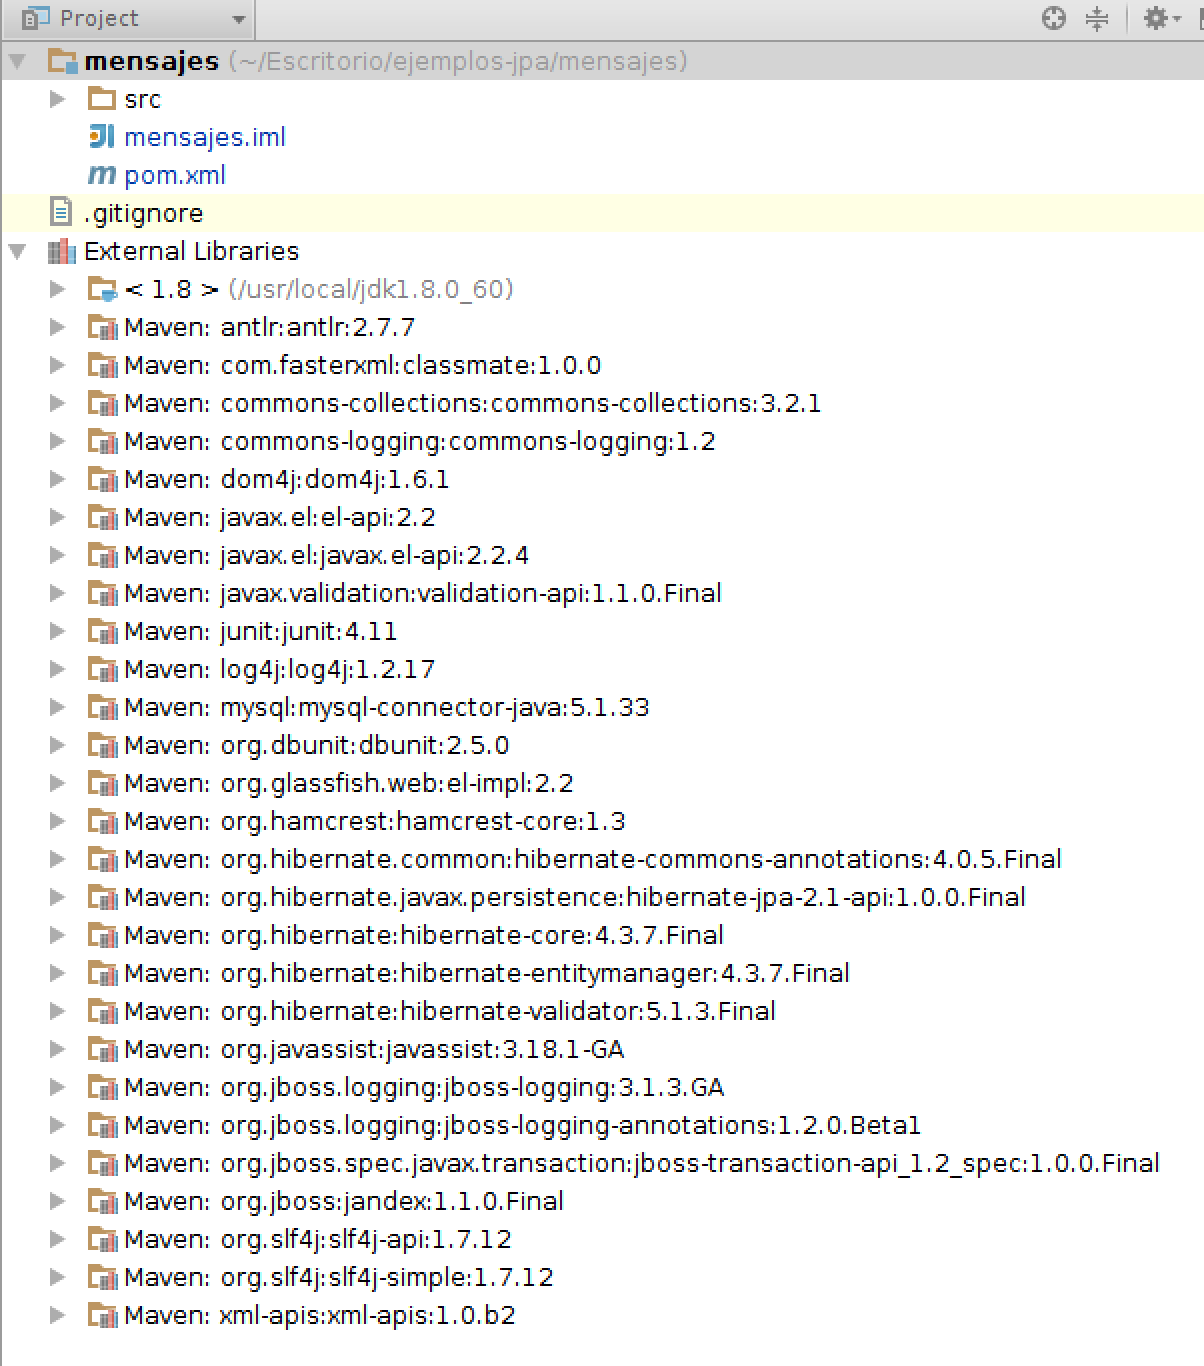 Project
mensajes (~/Escritorio/ejemplos-jpa/mensajes)
src
mensajes.iml
pom.xml
.gitignore
External Libraries
< 1.8 > (/usr/local/jdk1.8.0_60)
Maven: antlr:antlr:2.7.7
Maven: com.fasterxml:classmate:1.0.0
Maven: commons-collections:commons-collections:3.2.1
Maven: commons-logging:commons-logging:1.2
Maven: dom4j:dom4j:1.6.1
Maven: javax.el:el-api:2.2
Maven: javax.el:javax.el-api:2.2.4
Maven: javax.validation:validation-api:1.1.0.Final
Maven: junit:junit:4.11
Maven: log4j:log4j:1.2.17
Maven: mysql:mysql-connector-java:5.1.33
Maven: org.dbunit:dbunit:2.5.0
Maven: org.glassfish.web:el-impl:2.2
Maven: org.hamcrest:hamcrest-core:1.3
Maven: org.hibernate.common:hibernate-commons-annotations:4.0.5.Final
Maven: org.hibernate.javax.persistence:hibernate-jpa-2.1-api:1.0.0.Final
Maven: org.hibernate:hibernate-core:4.3.7.Final
Maven: org.hibernate:hibernate-entitymanager:4.3.7.Final
Maven: org.hibernate:hibernate-validator:5.1.3.Final
Maven: org.javassist:javassist:3.18.1-GA
Maven: org.jboss.logging:jboss-logging:3.1.3.GA
Maven: org.jboss.logging:jboss-logging-annotations:1.2.0.Beta1
Maven: org.jboss.spec.javax.transaction:jboss-transaction-api_1.2_spec:1.0.0.Final
Maven: org.jboss:jandex:1.1.0.Final
Maven: org.slf4j:slf4j-api:1.7.12
Maven: org.slf4j:slf4j-simple:1.7.12
Maven: xml-apis:xml-apis:1.0.b2